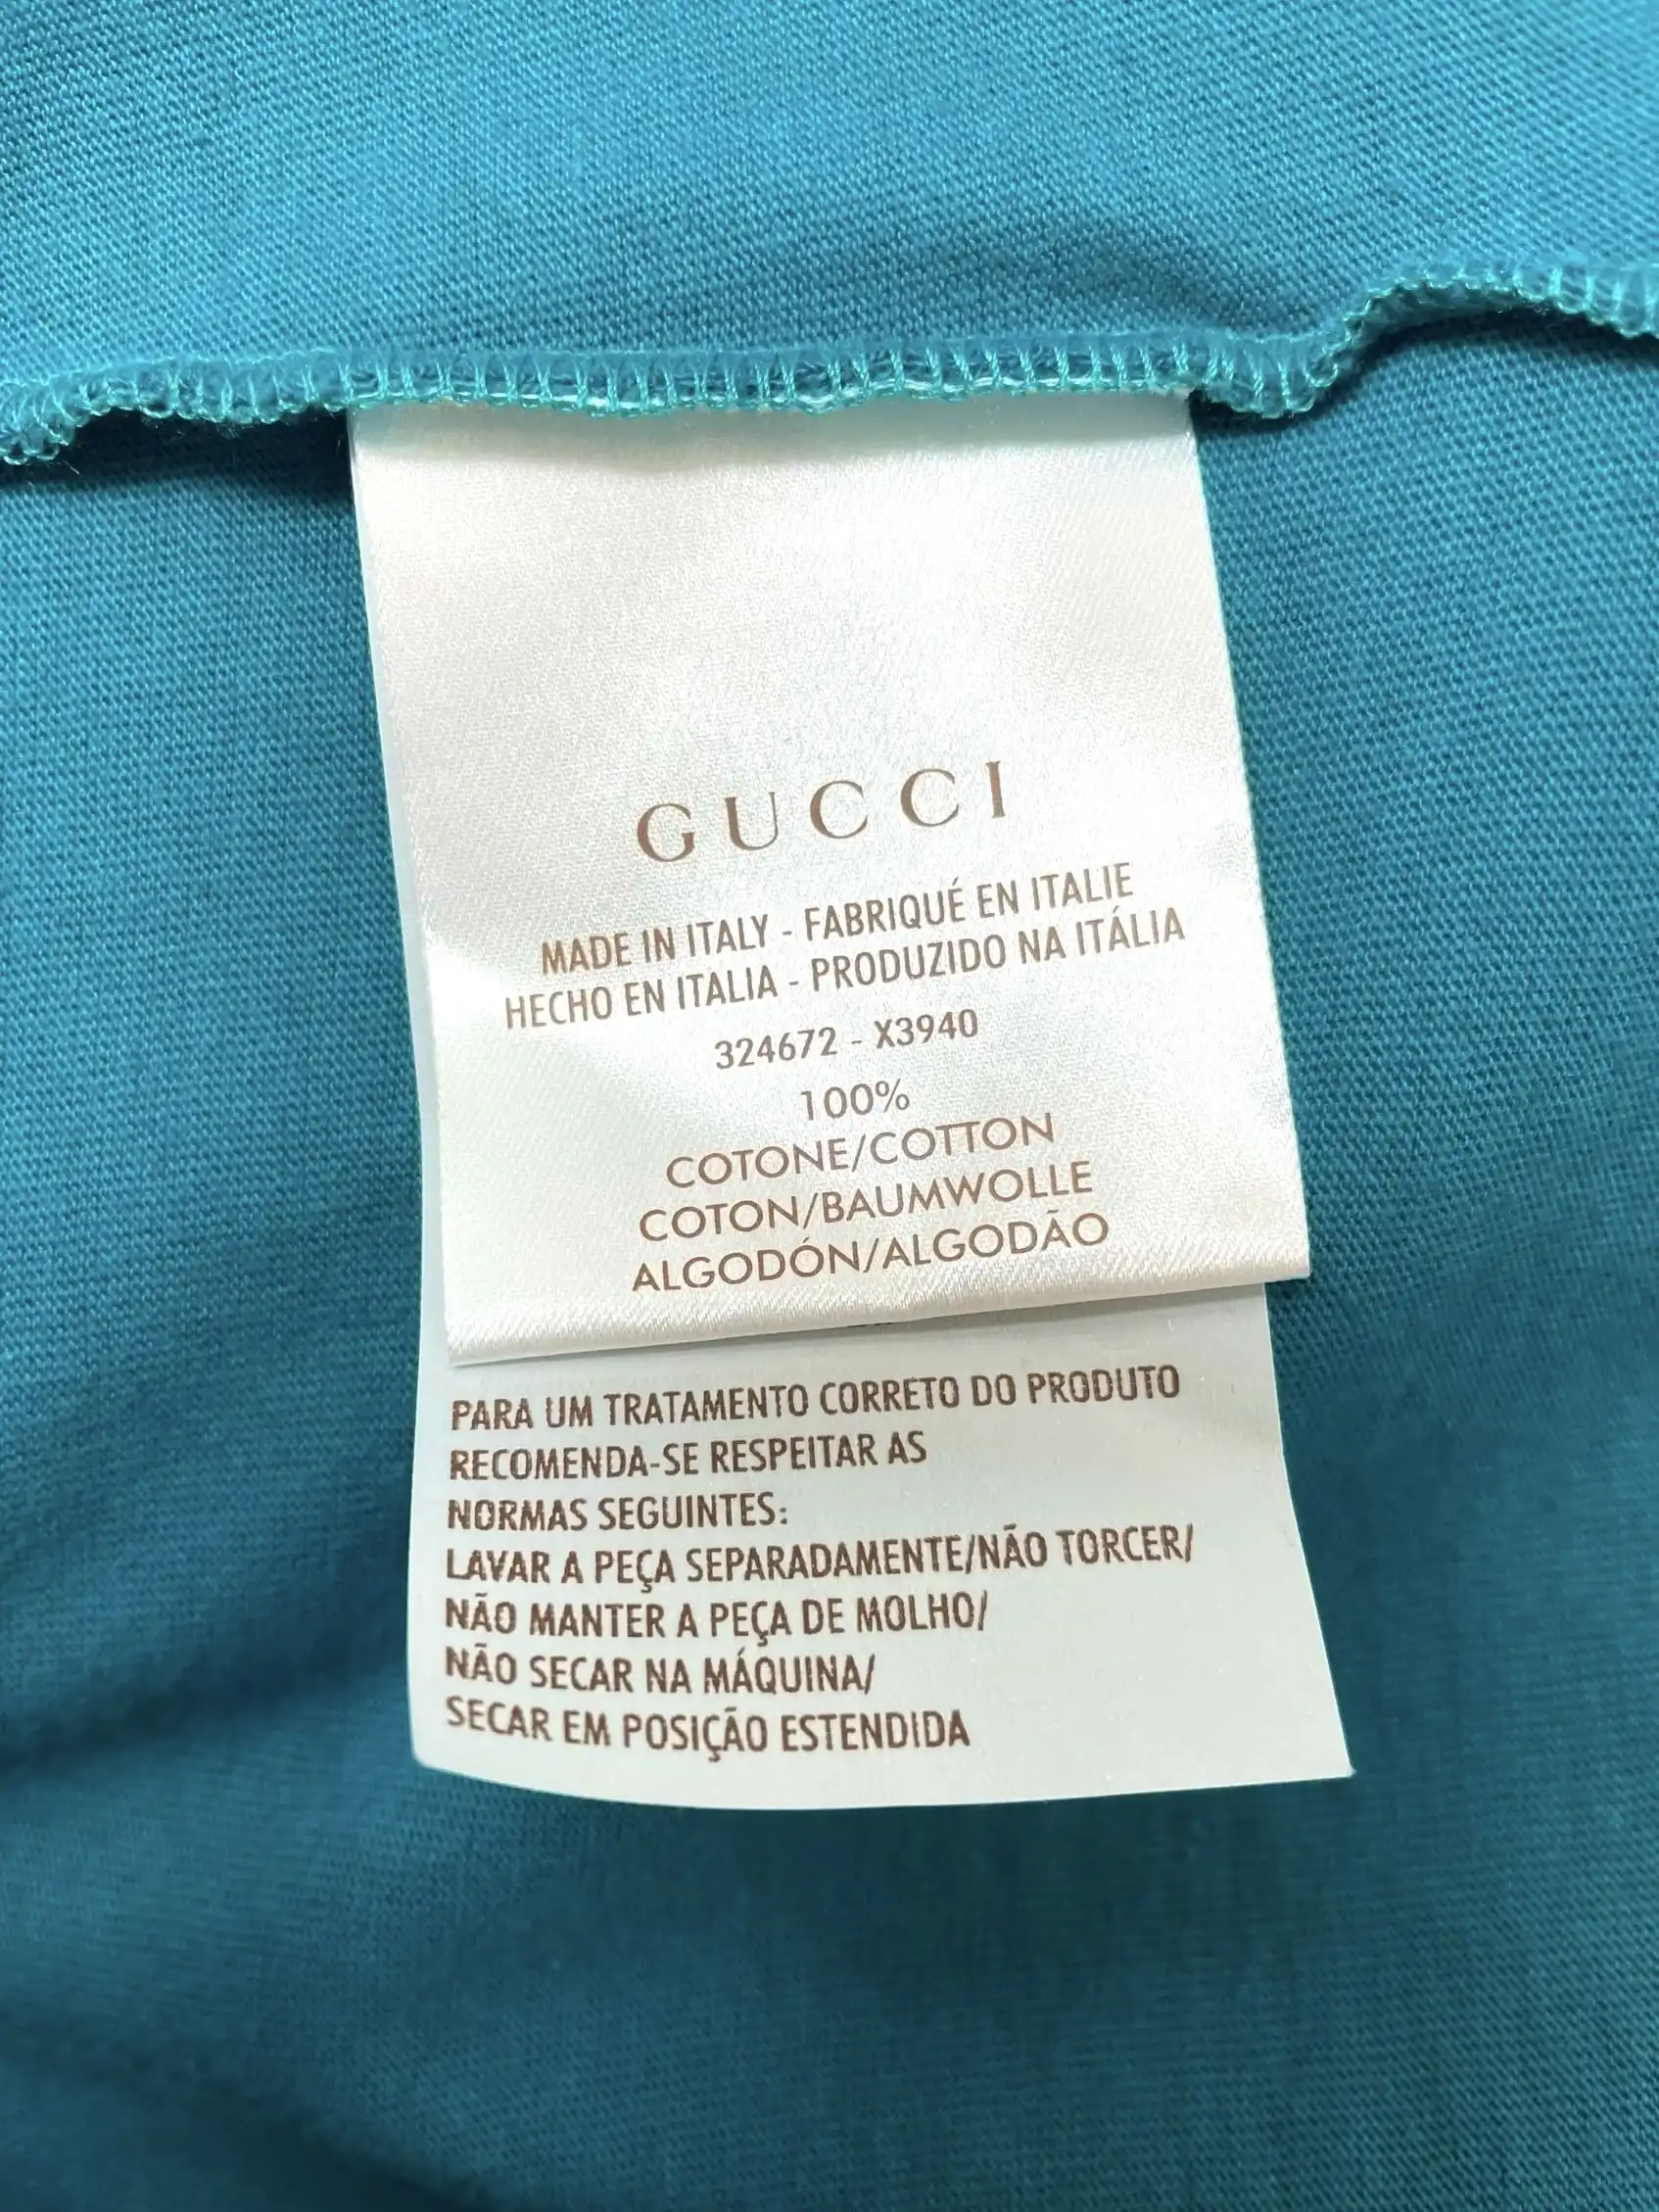 GUCCI
MADE IN ITALY - FABRIQUÉ EN ITALIE
HECHO EN ITALIA - PRODUZIDO NA ITÁLIA
324672 - X3940
100%
COTONE/COTTON
COTON/BAUMWOLLE
ALGODÓN/ALGODÃO
PARA UM TRATAMENTO CORRETO DO PRODUTO
RECOMENDA-SE RESPEITAR AS
NORMAS SEGUINTES:
LAVAR A PEÇA SEPARADAMENTE/NÃO TORCER/
NÃO MANTER A PEÇA DE MOLHO/
NÃO SECAR NA MÁQUINA/
SECAR EM POSIÇÃO ESTENDIDA